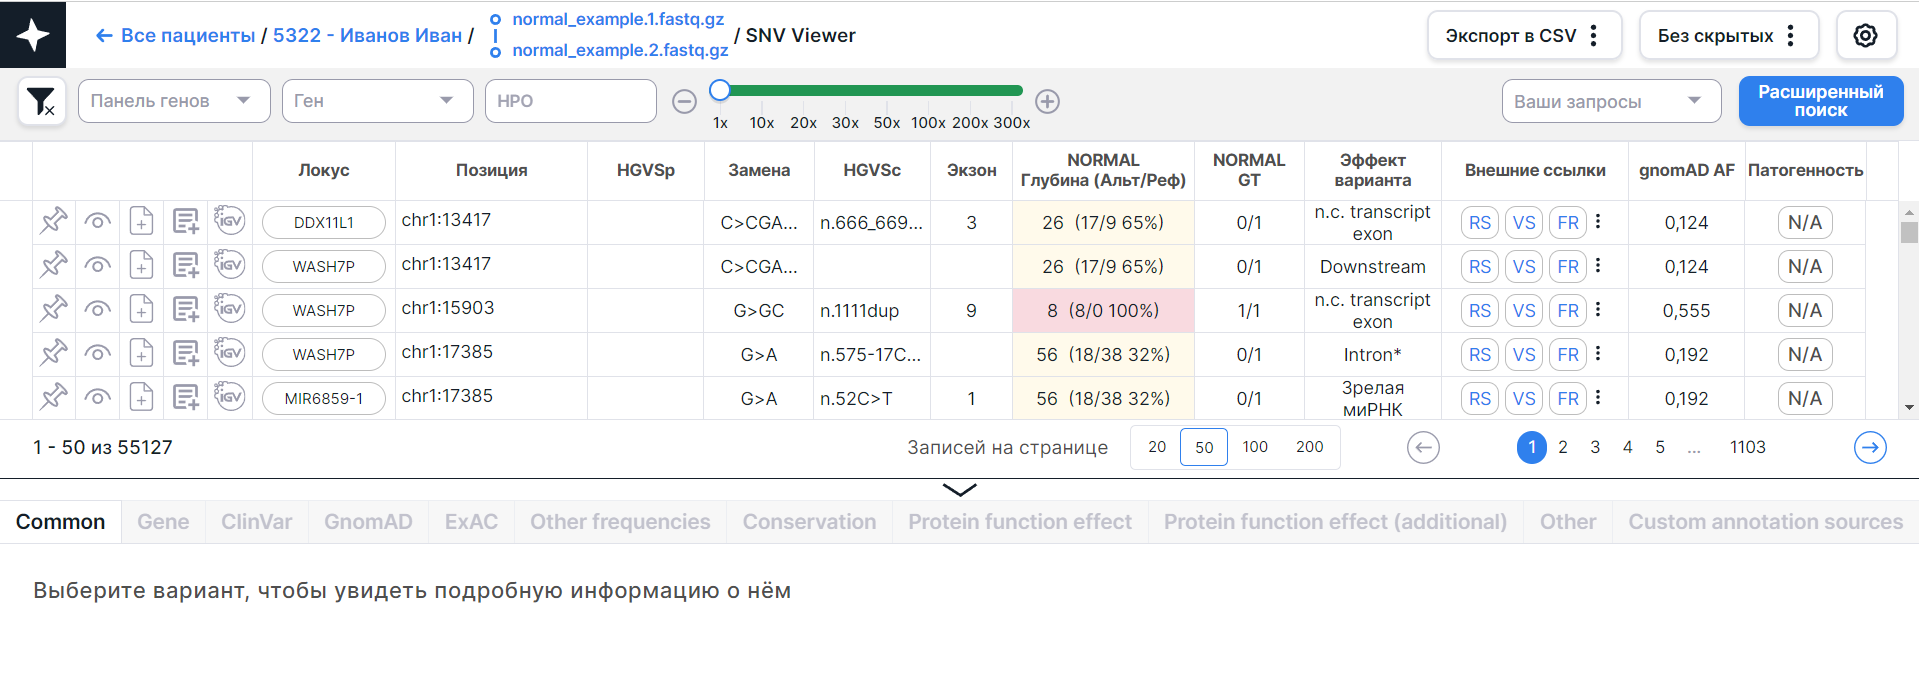 ← Все пациенты / 5322 - Иванов Иван / normal_example.1.fastq.gz
normal_example.2.fastq.gz / SNV Viewer
Экспорт в CSV
Без скрытых
Панель генов
Ген
HPO
1x 10x 20x 30x 50x 100x 200x 300x
Ваши запросы
Расширенный
поиск
Локус Позиция HGVSp Замена HGVSc Экзон NORMAL Глубина (Альт/Реф) NORMAL GT Эффект варианта Внешние ссылки gnomAD AF Патогенность
IGV DDX11L1 chr1:13417 C>CGA... n.666_669... 3 26 (17/9 65%) 0/1 n.c. transcript exon RS VS FR 0,124 N/A
IGV WASH7P chr1:13417 C>CGA... 26 (17/9 65%) 0/1 Downstream RS VS FR 0,124 N/A
IGV WASH7P chr1:15903 G>GC n.1111dup 9 8 (8/0 100%) 1/1 n.c. transcript exon RS VS FR 0,555 N/A
IGV WASH7P chr1:17385 G>A n.575-17C... 56 (18/38 32%) 0/1 Intron* RS VS FR 0,192 N/A
IGV MIR6859-1 chr1:17385 G>A n.52C>T 1 56 (18/38 32%) 0/1 Зрелая миРНК RS VS FR 0,192 N/A
1 - 50 из 55127
Записей на странице 20 50 100 200
← 1 2 3 4 5 ... 1103 →
Common Gene ClinVar GnomAD ExAC Other frequencies Conservation Protein function effect Protein function effect (additional) Other Custom annotation sources
Выберите вариант, чтобы увидеть подробную информацию о нём